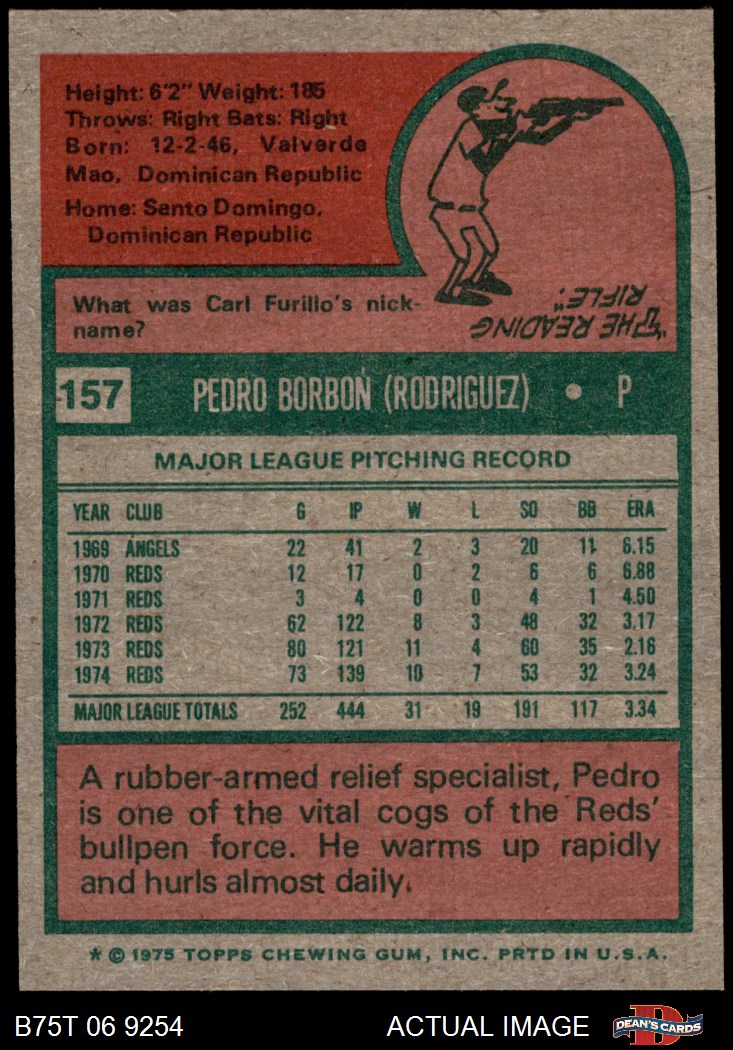 Height: 6'2" Weight: 185
Throws: Right Bats: Right
Born: 12-2-46, Valverde
Mao, Dominican Republic
Home: Santo Domingo,
Dominican Republic
What was Carl Furillo's nick-
name?
"THE READING
RIFLE."
157 PEDRO BORBON (RODRIGUEZ) • P
MAJOR LEAGUE PITCHING RECORD
YEAR CLUB G IP W L SO BB ERA
1969 ANGELS 22 41 2 3 20 11 6.15
1970 REDS 12 17 0 2 6 6 6.88
1971 REDS 3 4 0 0 4 1 4.50
1972 REDS 62 122 8 3 48 32 3.17
1973 REDS 80 121 11 4 60 35 2.16
1974 REDS 73 139 10 7 53 32 3.24
MAJOR LEAGUE TOTALS 252 444 31 19 191 117 3.34
A rubber-armed relief specialist, Pedro
is one of the vital cogs of the Reds'
bullpen force. He warms up rapidly
and hurls almost daily.
* © 1975 TOPPS CHEWING GUM, INC. PRTD IN U.S.A.
B75T 06 9254 ACTUAL IMAGE D DEAN'S CARDS